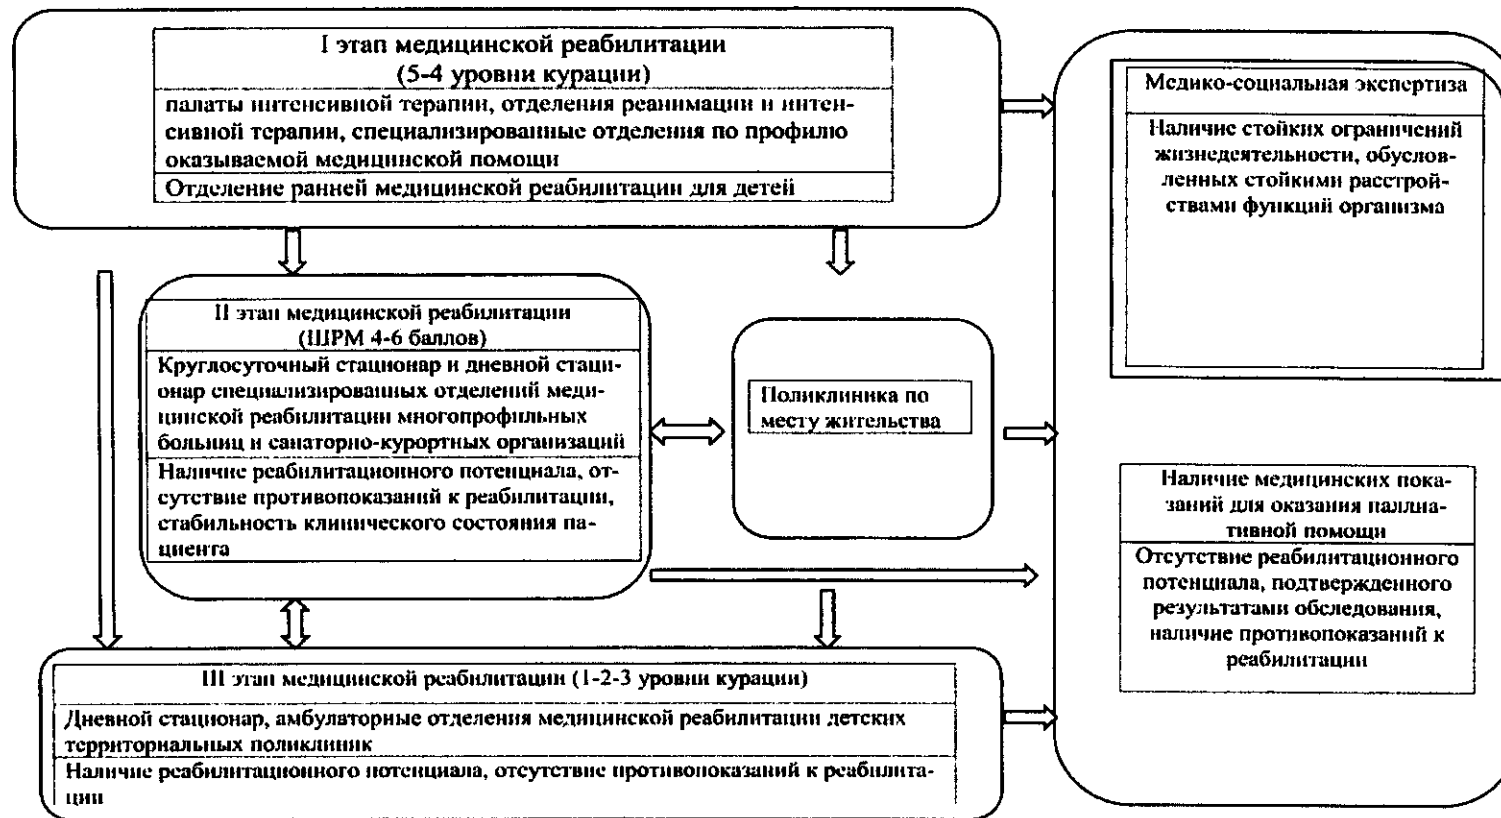 I этап медицинской реабилитации
(5-4 уровни курации)
палаты интенсивной терапии, отделения реанимации и интен-
сивной терапии, специализированные отделения по профилю
оказываемой медицинской помощи
Отделение ранней медицинской реабилитации для детей
II этап медицинской реабилитации
(ШРМ 4-6 баллов)
Круглосуточный стационар и дневной стаци-
онар специализированных отделений меди-
цинской реабилитации многопрофильных
больниц и санаторно-курортных организаций
Наличие реабилитационного потенциала, от-
сутствие противопоказаний к реабилитации,
стабильность клинического состояния па-
циента
Поликлиника по
месту жительства
III этап медицинской реабилитации (1-2-3 уровни курации)
Дневной стационар, амбулаторные отделения медицинской реабилитации детских
территориальных поликлиник
Наличие реабилитационного потенциала, отсутствие противопоказаний к реабилита-
ции
Медико-социальная экспертиза
Наличие стойких ограничений
жизнедеятельности, обуслов-
ленных стойкими расстрой-
ствами функций организма
Наличие медицинских пока-
заний для оказания паллиа-
тивной помощи
Отсутствие реабилитационного
потенциала, подтвержденного
результатами обследования,
наличие противопоказаний к
реабилитации